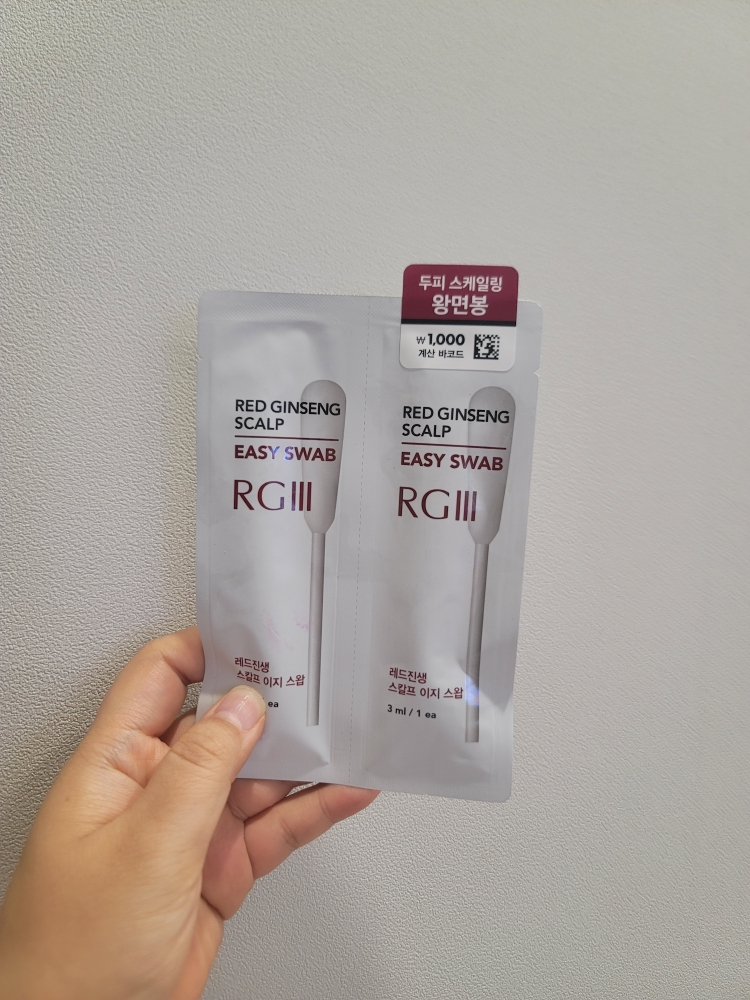 두피 스케일링
왕면봉
₩1,000
계산 바코드
RED GINSENG
SCALP
EASY SWAB
RGIII
레드진생
스칼프 이지 스왑
ea
RED GINSENG
SCALP
EASY SWAB
RGIII
레드진생
스칼프 이지 스왑
3 ml / 1 ea